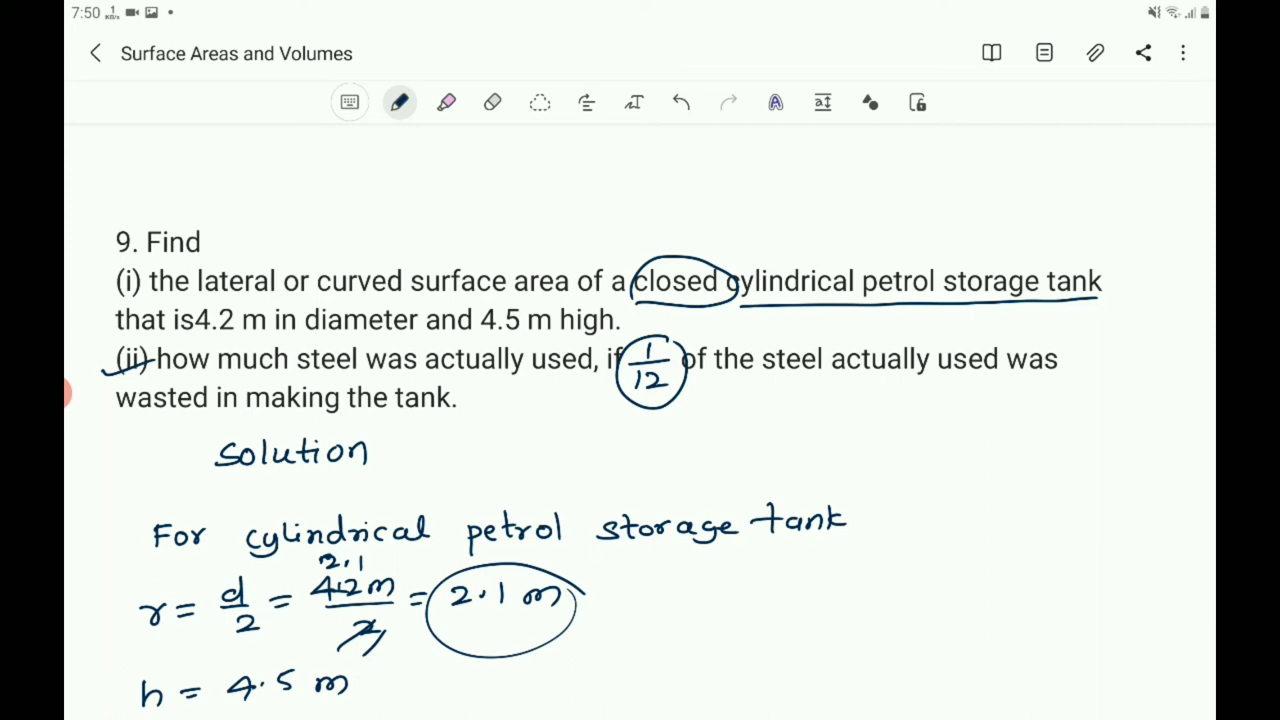 7:50 1 KB/s
Surface Areas and Volumes
9. Find
(i) the lateral or curved surface area of a closed cylindrical petrol storage tank
that is4.2 m in diameter and 4.5 m high.
(ii) how much steel was actually used, if 1/12 of the steel actually used was
wasted in making the tank.
Solution
For cylindrical petrol storage tank
2.1
r = d/2 = 4.2m/2 = 2.1 m
h = 4.5 m